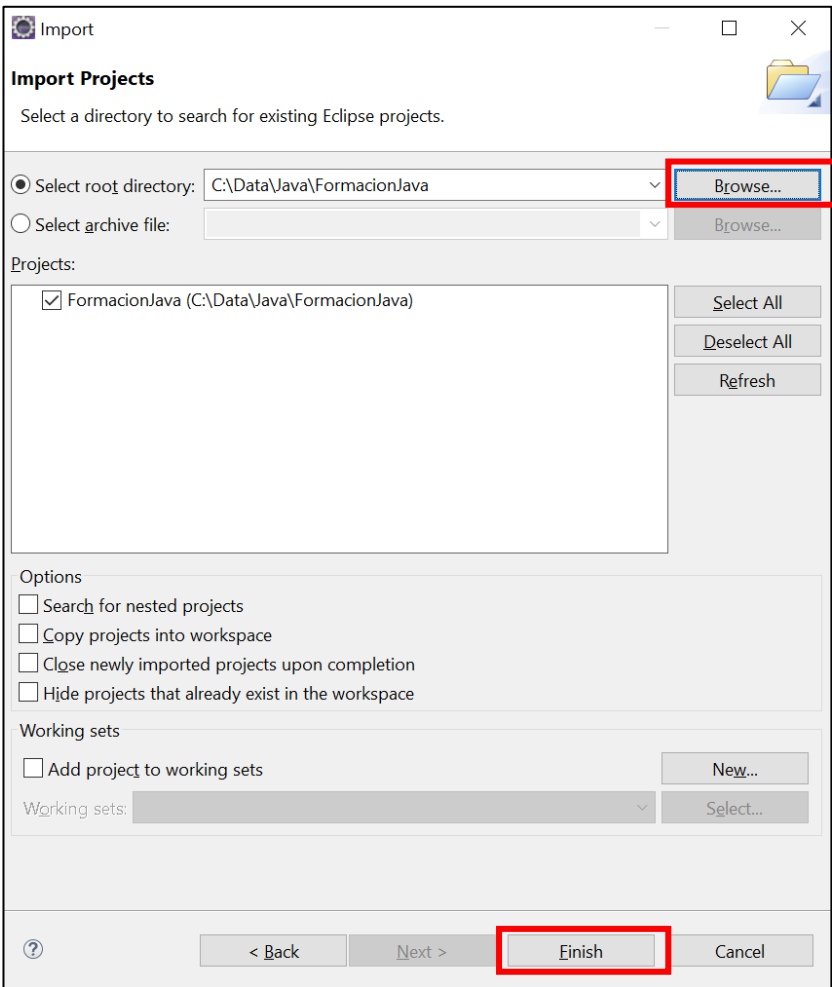 Import
Import Projects
Select a directory to search for existing Eclipse projects.
Select root directory: C:\Data\Java\FormacionJava Browse...
Select archive file: Browse...
Projects:
FormacionJava (C:\Data\Java\FormacionJava)
Select All
Deselect All
Refresh
Options
Search for nested projects
Copy projects into workspace
Close newly imported projects upon completion
Hide projects that already exist in the workspace
Working sets
Add project to working sets New...
Working sets: Select...
? < Back Next > Finish Cancel